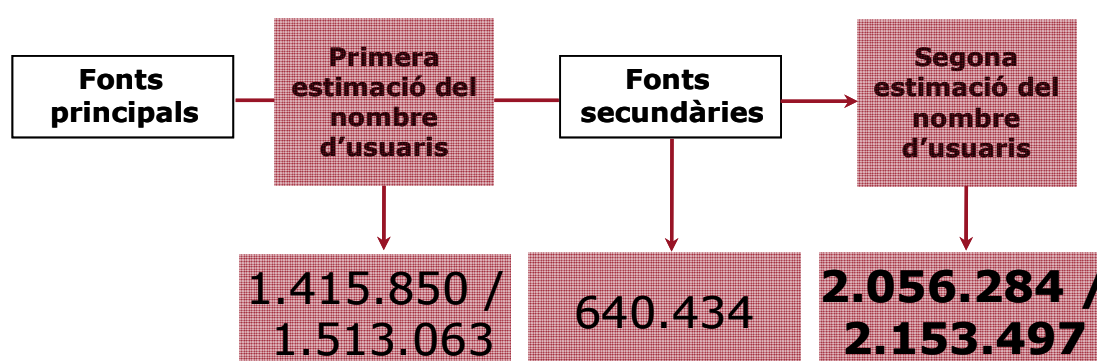 Fonts
principals
Primera
estimació del
nombre
d'usuaris
Fonts
secundàries
Segona
estimació del
nombre
d'usuaris
1.415.850 /
1.513.063
640.434
2.056.284 /
2.153.497